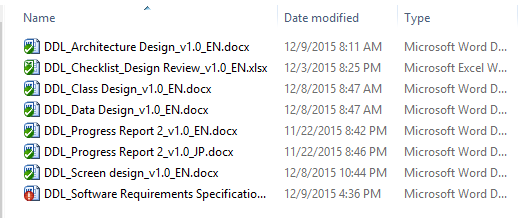 Name Date modified Type
DDL_Architecture Design_v1.0_EN.docx 12/9/2015 8:11 AM Microsoft Word D...
DDL_Checklist_Design Review_v1.0_EN.xlsx 12/3/2015 8:25 PM Microsoft Excel W...
DDL_Class Design_v1.0_EN.docx 12/8/2015 8:47 AM Microsoft Word D...
DDL_Data Design_v1.0_EN.docx 12/8/2015 8:47 AM Microsoft Word D...
DDL_Progress Report 2_v1.0_EN.docx 11/22/2015 8:42 PM Microsoft Word D...
DDL_Progress Report 2_v1.0_JP.docx 11/22/2015 8:46 PM Microsoft Word D...
DDL_Screen design_v1.0_EN.docx 12/8/2015 10:44 PM Microsoft Word D...
DDL_Software Requirements Specificatio... 12/9/2015 4:36 PM Microsoft Word D...